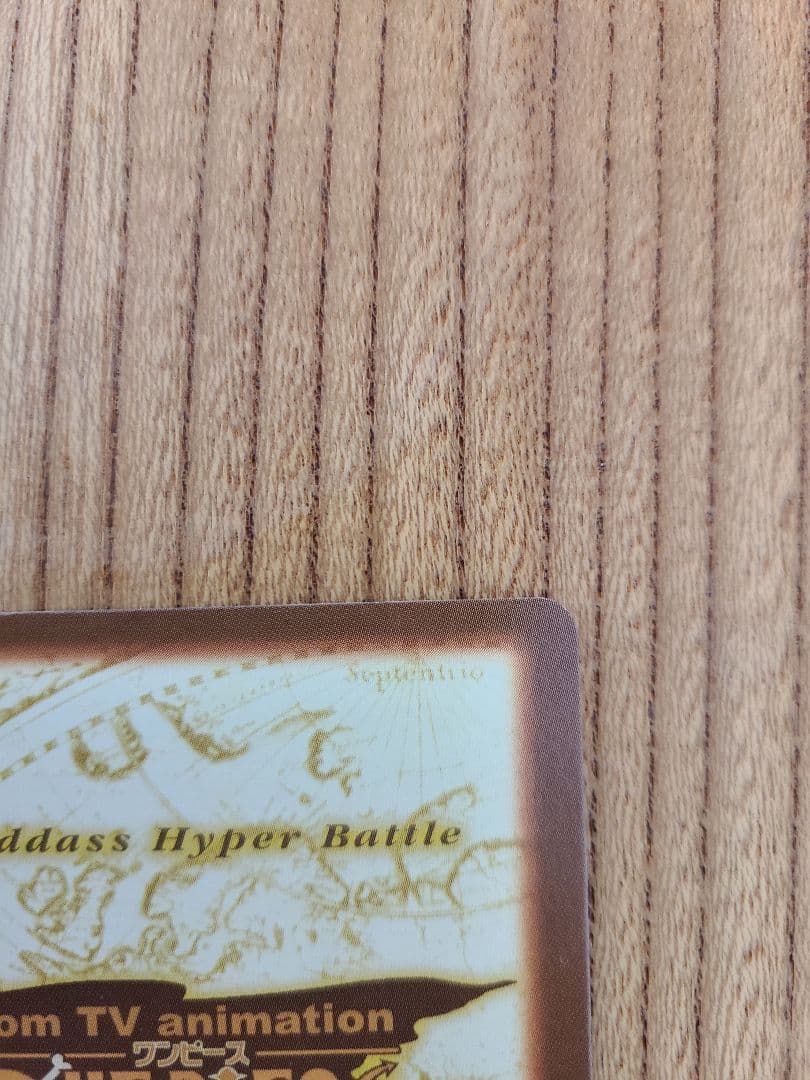 Septentrio
ddass Hyper Battle
om TV animation
ワンピース